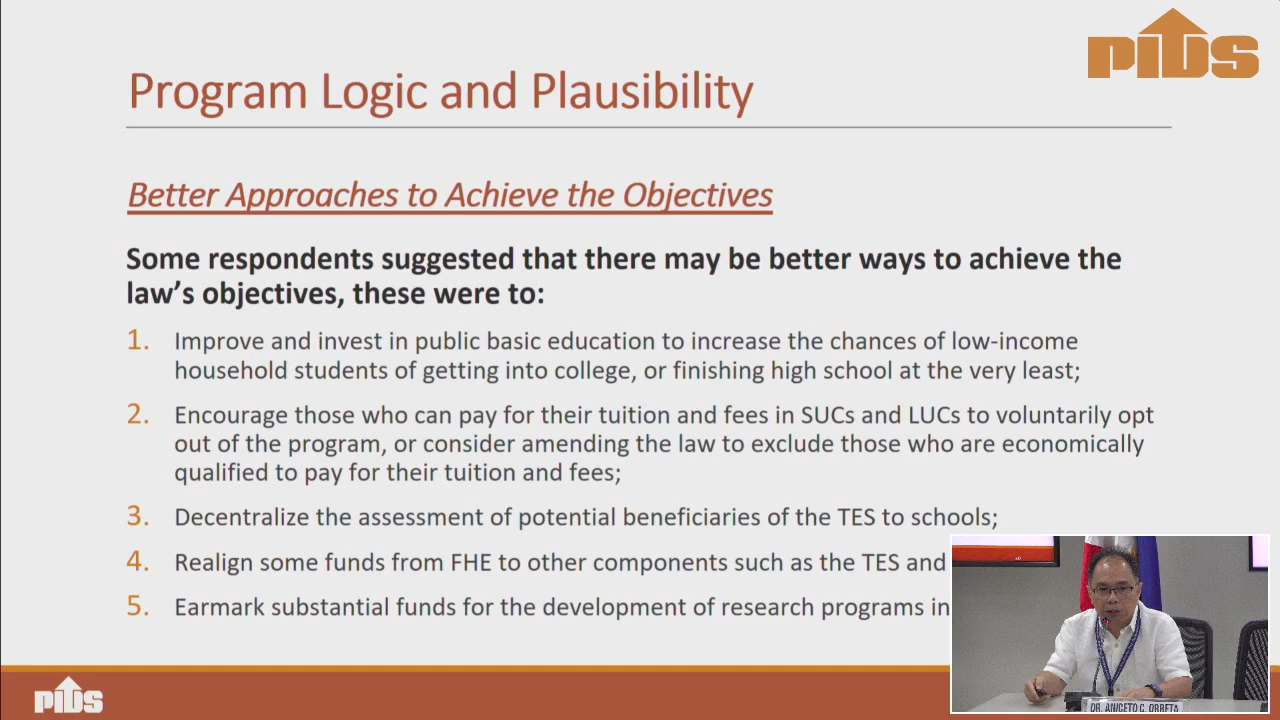 PIDS
Program Logic and Plausibility
Better Approaches to Achieve the Objectives
Some respondents suggested that there may be better ways to achieve the
law's objectives, these were to:
1. Improve and invest in public basic education to increase the chances of low-income
household students of getting into college, or finishing high school at the very least;
2. Encourage those who can pay for their tuition and fees in SUCs and LUCs to voluntarily opt
out of the program, or consider amending the law to exclude those who are economically
qualified to pay for their tuition and fees;
3. Decentralize the assessment of potential beneficiaries of the TES to schools;
4. Realign some funds from FHE to other components such as the TES and
5. Earmark substantial funds for the development of research programs in
PIDS
DR. ANICETO C. ORBETA